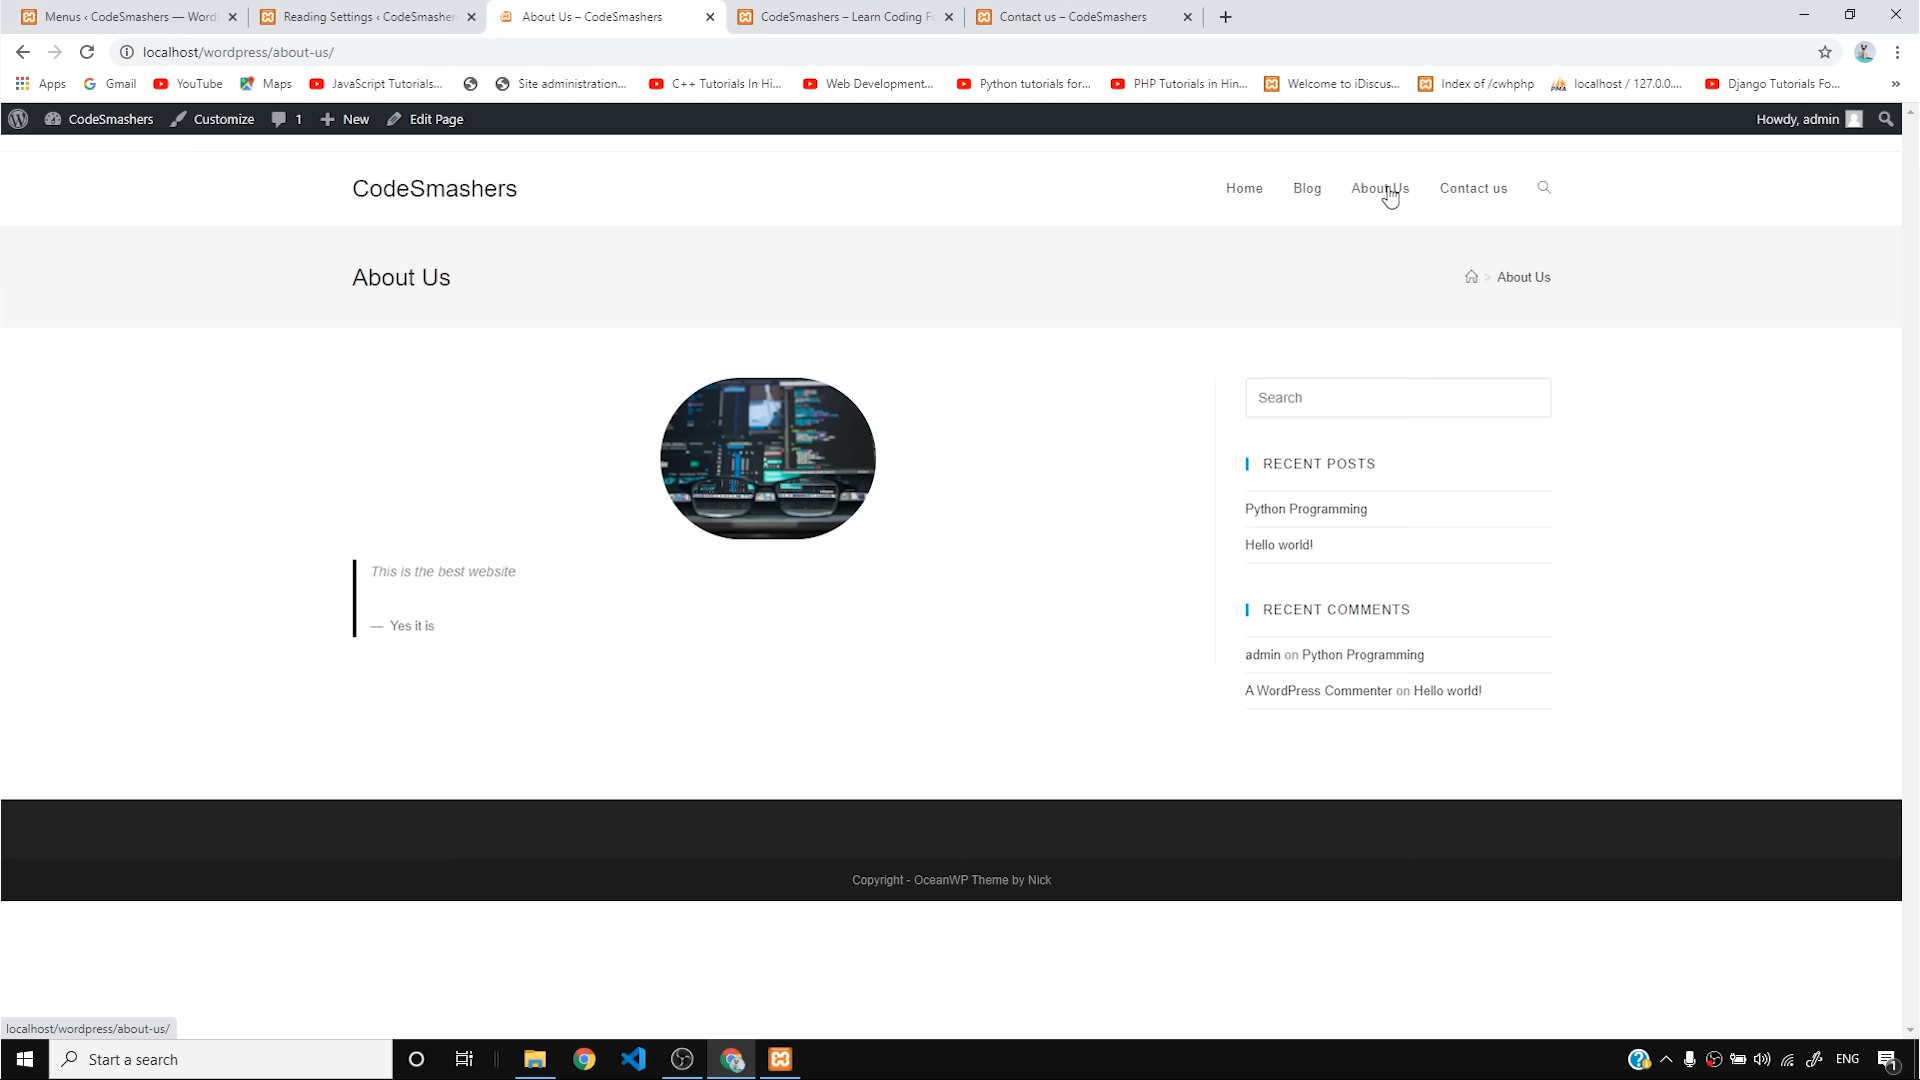 Menus ‹ CodeSmashers — Word
Reading Settings ‹ CodeSmasher
About Us – CodeSmashers
CodeSmashers – Learn Coding F
Contact us – CodeSmashers
localhost/wordpress/about-us/
Apps
Gmail
YouTube
Maps
JavaScript Tutorials...
Site administration...
C++ Tutorials In Hi...
Web Development...
Python tutorials for...
PHP Tutorials in Hin...
Welcome to iDiscus...
Index of /cwhphp
localhost / 127.0.0....
Django Tutorials Fo...
»
CodeSmashers
Customize
1
New
Edit Page
Howdy, admin
CodeSmashers
Home
Blog
About Us
Contact us
About Us
> About Us
This is the best website
— Yes it is
Search
RECENT POSTS
Python Programming
Hello world!
RECENT COMMENTS
admin on Python Programming
A WordPress Commenter on Hello world!
Copyright - OceanWP Theme by Nick
localhost/wordpress/about-us/
Start a search
ENG
1